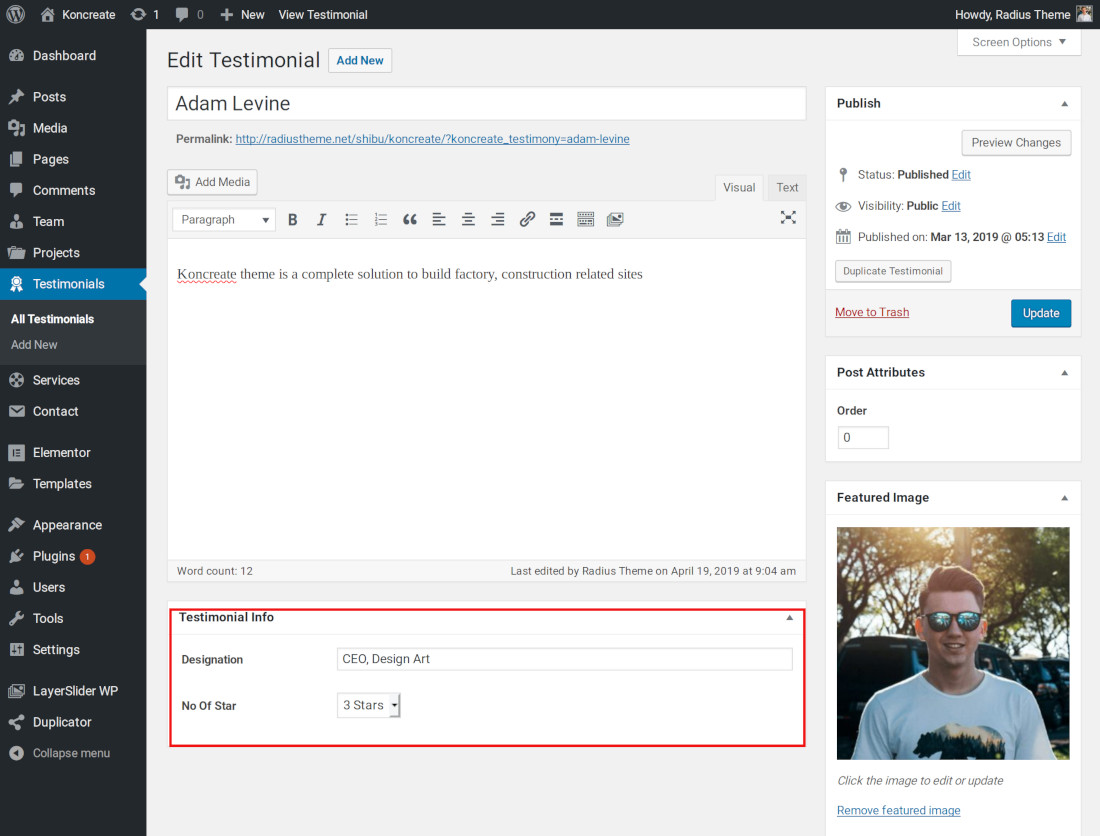 Koncreate 1 0 New View Testimonial Howdy, Radius Theme
Screen Options
Dashboard
Posts
Media
Pages
Comments
Team
Projects
Testimonials
All Testimonials
Add New
Services
Contact
Elementor
Templates
Appearance
Plugins 1
Users
Tools
Settings
LayerSlider WP
Duplicator
Collapse menu
Edit Testimonial Add New
Adam Levine
Permalink: http://radiustheme.net/shibu/koncreate/?koncreate_testimony=adam-levine
Add Media
Visual Text
Paragraph
Koncreate theme is a complete solution to build factory, construction related sites
Word count: 12 Last edited by Radius Theme on April 19, 2019 at 9:04 am
Testimonial Info
Designation CEO, Design Art
No Of Star 3 Stars
Publish
Preview Changes
Status: Published Edit
Visibility: Public Edit
Published on: Mar 13, 2019 @ 05:13 Edit
Duplicate Testimonial
Move to Trash Update
Post Attributes
Order
0
Featured Image
Click the image to edit or update
Remove featured image